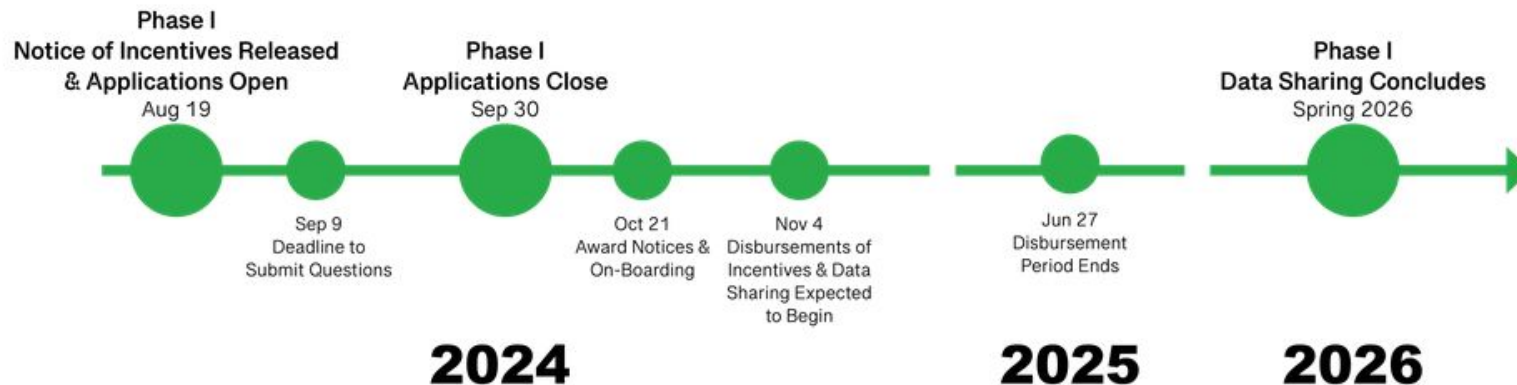 Phase I
Notice of Incentives Released
& Applications Open
Aug 19
Sep 9
Deadline to
Submit Questions
Phase I
Applications Close
Sep 30
Oct 21
Award Notices &
On-Boarding
Nov 4
Disbursements of
Incentives & Data
Sharing Expected
to Begin
Jun 27
Disbursement
Period Ends
Phase I
Data Sharing Concludes
Spring 2026
2024
2025
2026